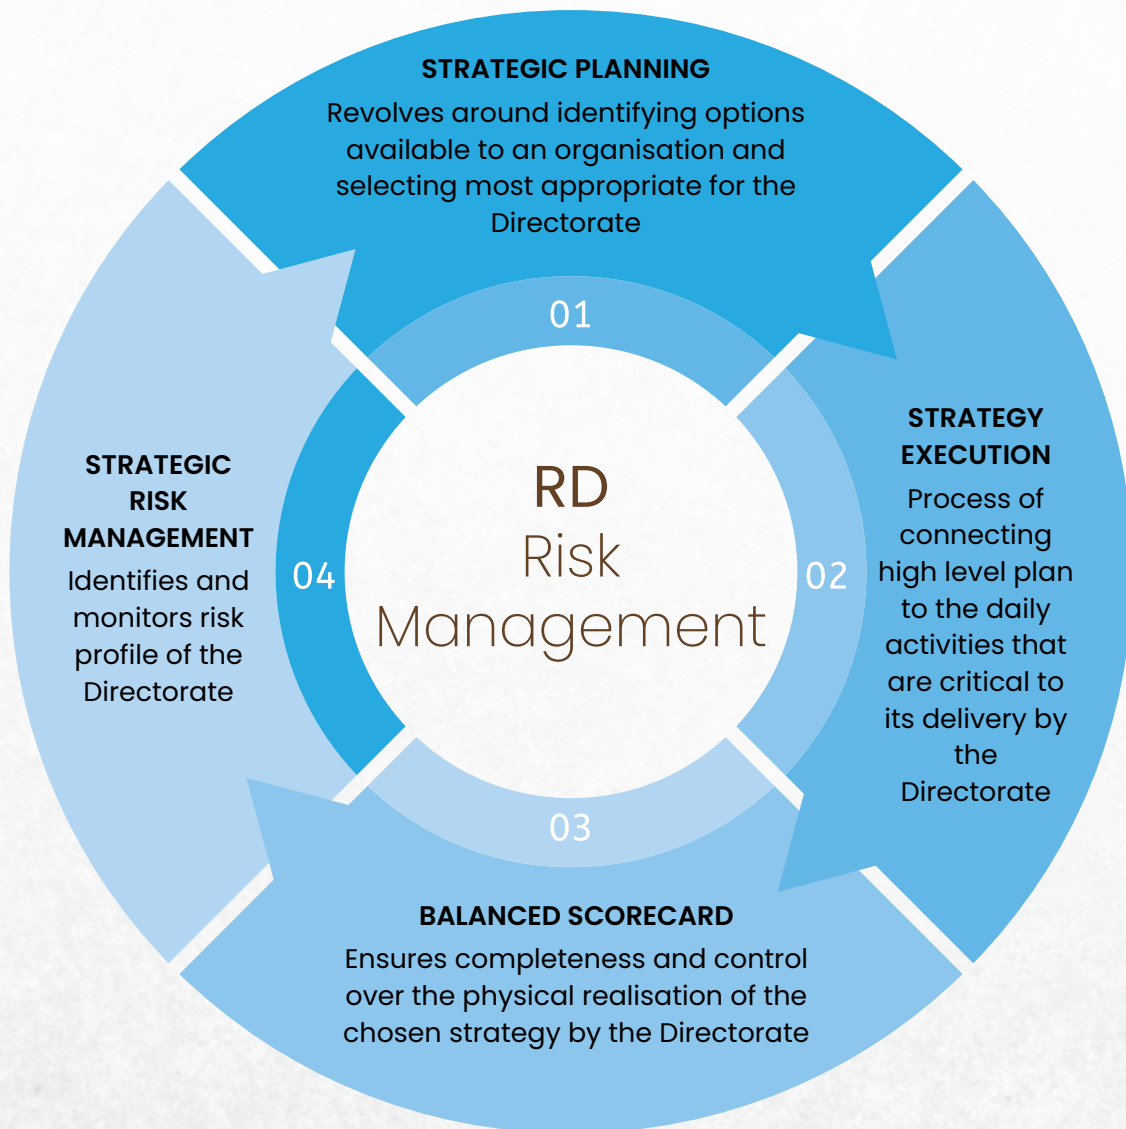 STRATEGIC PLANNING
Revolves around identifying options
available to an organisation and
selecting most appropriate for the
Directorate
01
STRATEGY
EXECUTION
Process of
connecting
high level plan
to the daily
activities that
are critical to
its delivery by
the
Directorate
02
BALANCED SCORECARD
Ensures completeness and control
over the physical realisation of the
chosen strategy by the Directorate
03
STRATEGIC
RISK
MANAGEMENT
Identifies and
monitors risk
profile of the
Directorate
04
RD
Risk
Management